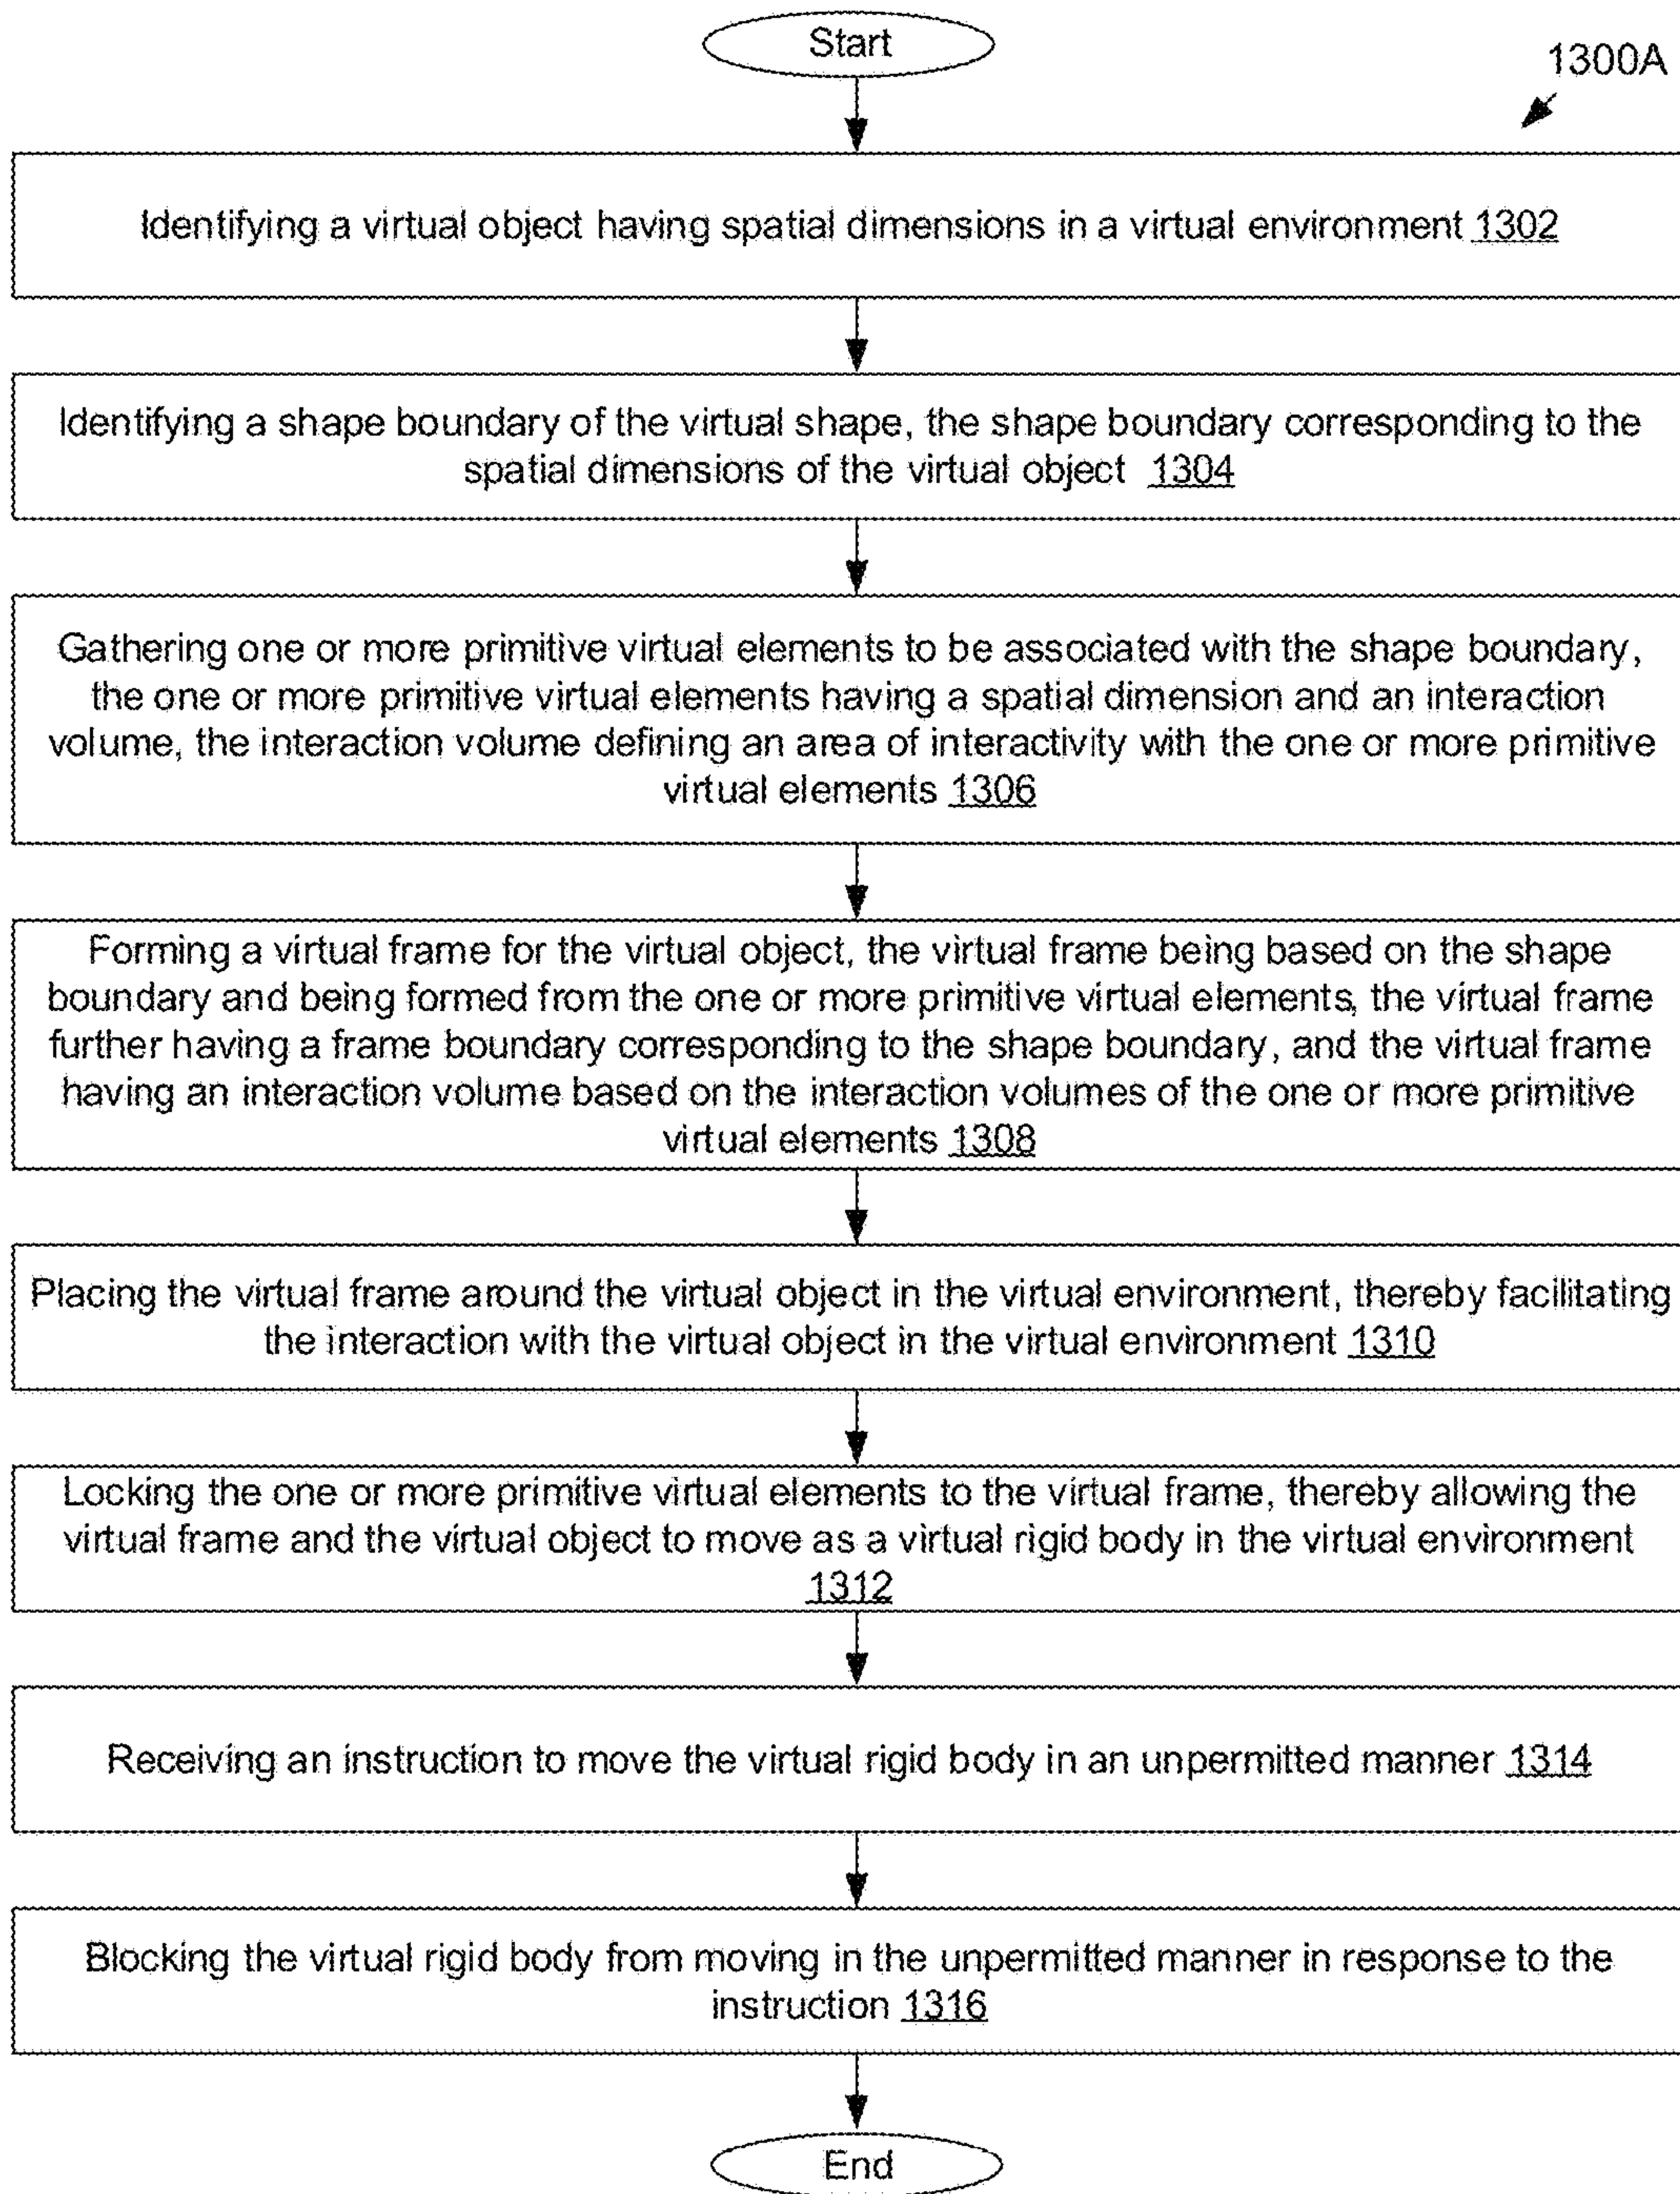 Start
1300A
Identifying a virtual object having spatial dimensions in a virtual environment 1302
Identifying a shape boundary of the virtual shape, the shape boundary corresponding to the
spatial dimensions of the virtual object 1304
Gathering one or more primitive virtual elements to be associated with the shape boundary,
the one or more primitive virtual elements having a spatial dimension and an interaction
volume, the interaction volume defining an area of interactivity with the one or more primitive
virtual elements 1306
Forming a virtual frame for the virtual object, the virtual frame being based on the shape
boundary and being formed from the one or more primitive virtual elements, the virtual frame
further having a frame boundary corresponding to the shape boundary, and the virtual frame
having an interaction volume based on the interaction volumes of the one or more primitive
virtual elements 1308
Placing the virtual frame around the virtual object in the virtual environment, thereby facilitating
the interaction with the virtual object in the virtual environment 1310
Locking the one or more primitive virtual elements to the virtual frame, thereby allowing the
virtual frame and the virtual object to move as a virtual rigid body in the virtual environment
1312
Receiving an instruction to move the virtual rigid body in an unpermitted manner 1314
Blocking the virtual rigid body from moving in the unpermitted manner in response to the
instruction 1316
End